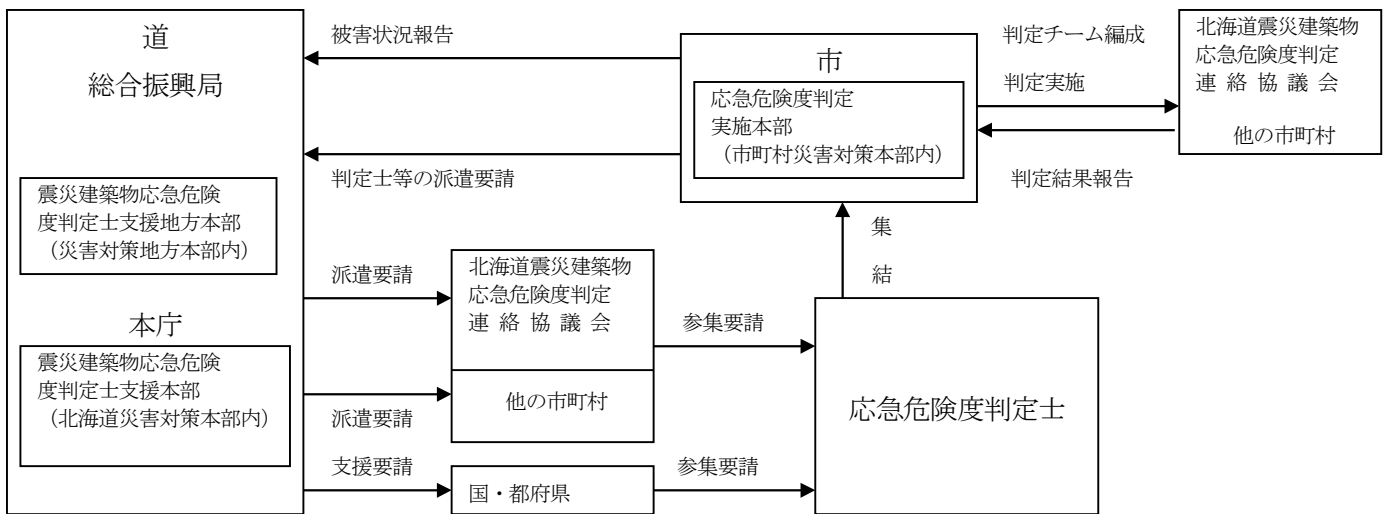 道
総合振興局
震災建築物応急危険
度判定士支援地方本部
（災害対策地方本部内）
本庁
震災建築物応急危険
度判定士支援本部
（北海道災害対策本部内）
被害状況報告
判定士等の派遣要請
市
応急危険度判定
実施本部
（市町村災害対策本部内）
判定チーム編成
判定実施
判定結果報告
北海道震災建築物
応急危険度判定
連絡協議会
他の市町村
派遣要請
派遣要請
支援要請
北海道震災建築物
応急危険度判定
連絡協議会
他の市町村
国・都府県
参集要請
参集要請
集
結
応急危険度判定士